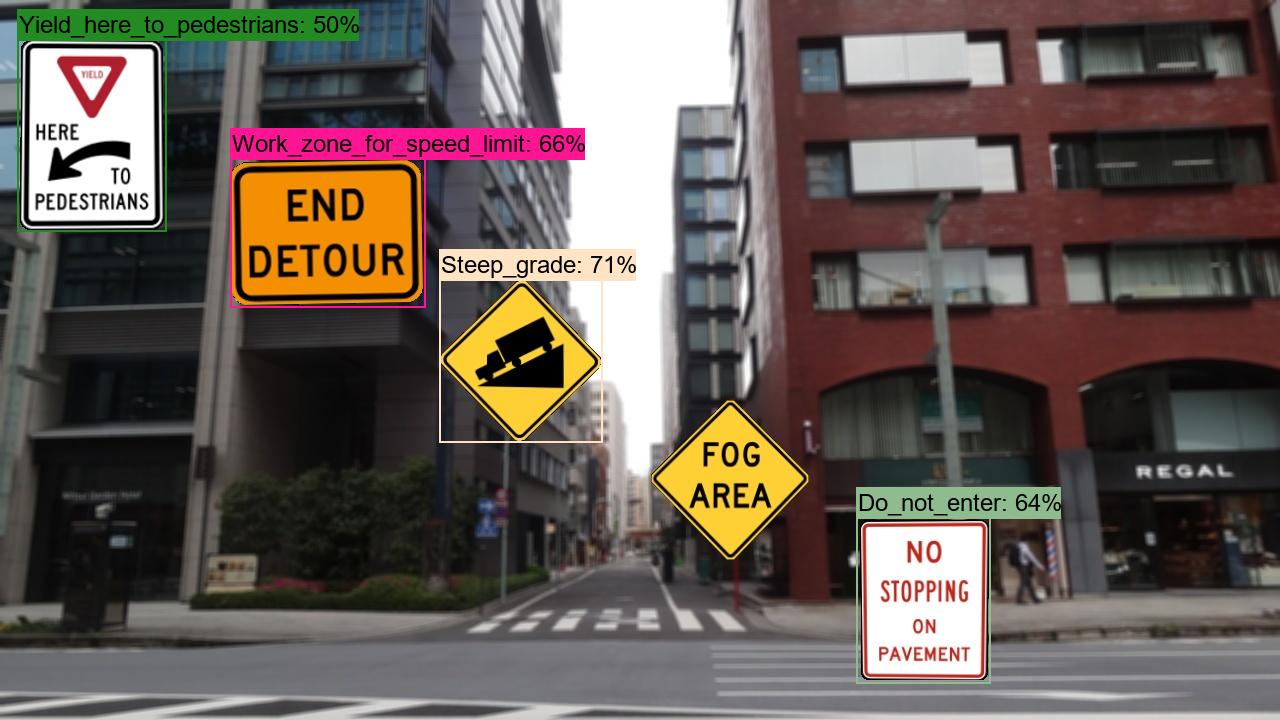 Yield_here_to_pedestrians: 50%
YIELD
HERE
TO
PEDESTRIANS
Work_zone_for_speed_limit: 66%
END
DETOUR
Steep_grade: 71%
FOG
AREA
REGAL
Do_not_enter: 64%
NO
STOPPING
ON
PAVEMENT